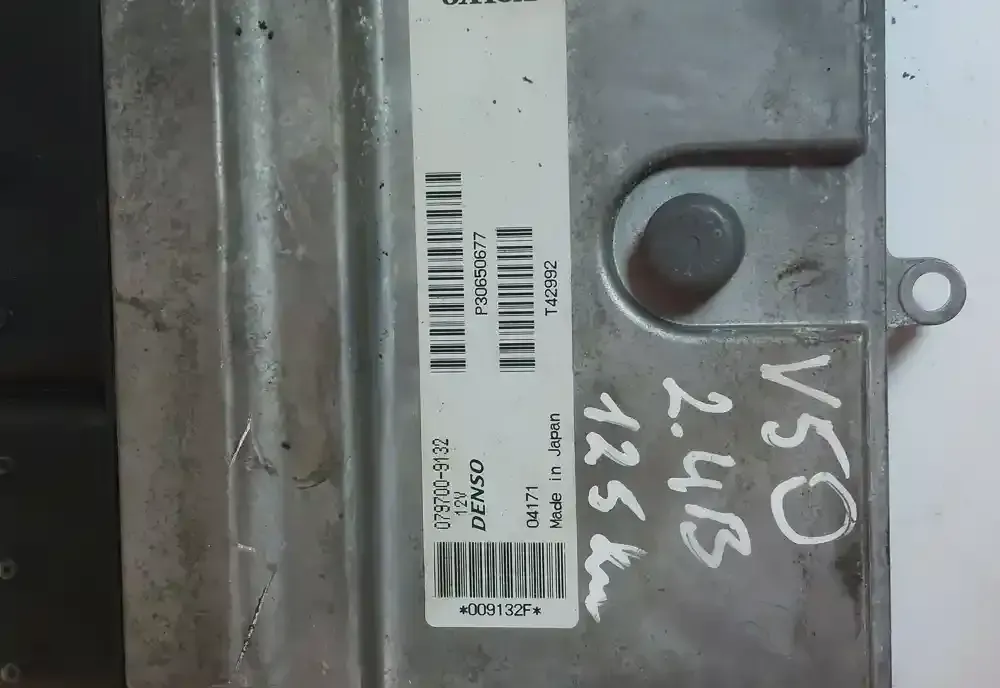 P30650677
T42992
079700-9132
12V
DENSO
04171
Made in Japan
*009132F*
V50
2.4B
125 km